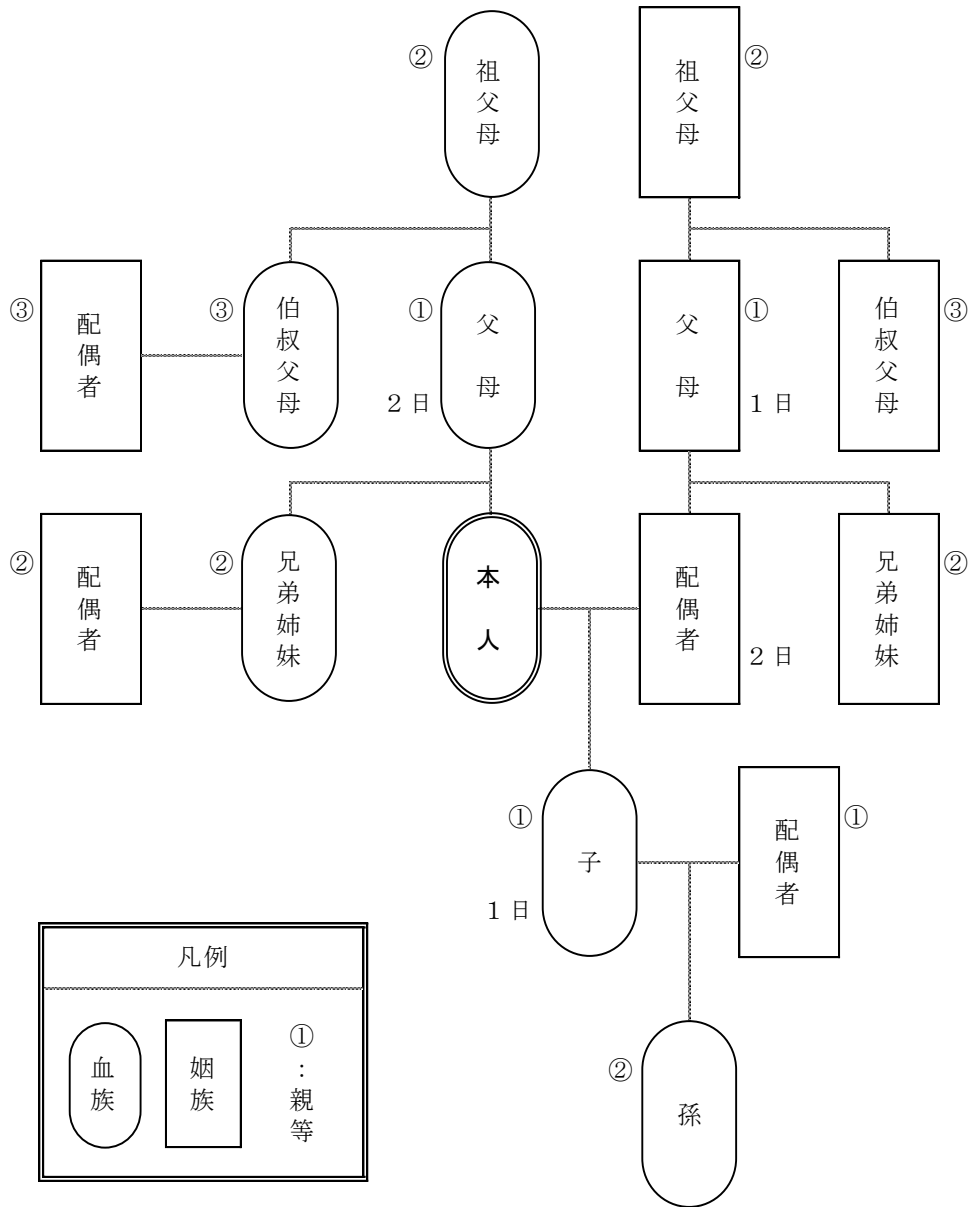 ② 祖父母 祖父母 ②
③ 配偶者 ③ 伯叔父母 ① 父母 2日 父母 ① 1日 伯叔父母 ③
② 配偶者 ② 兄弟姉妹 本人 配偶者 2日 兄弟姉妹 ②
① 子 1日 配偶者 ①
② 孫
凡例
血族 姻族 ①:親等